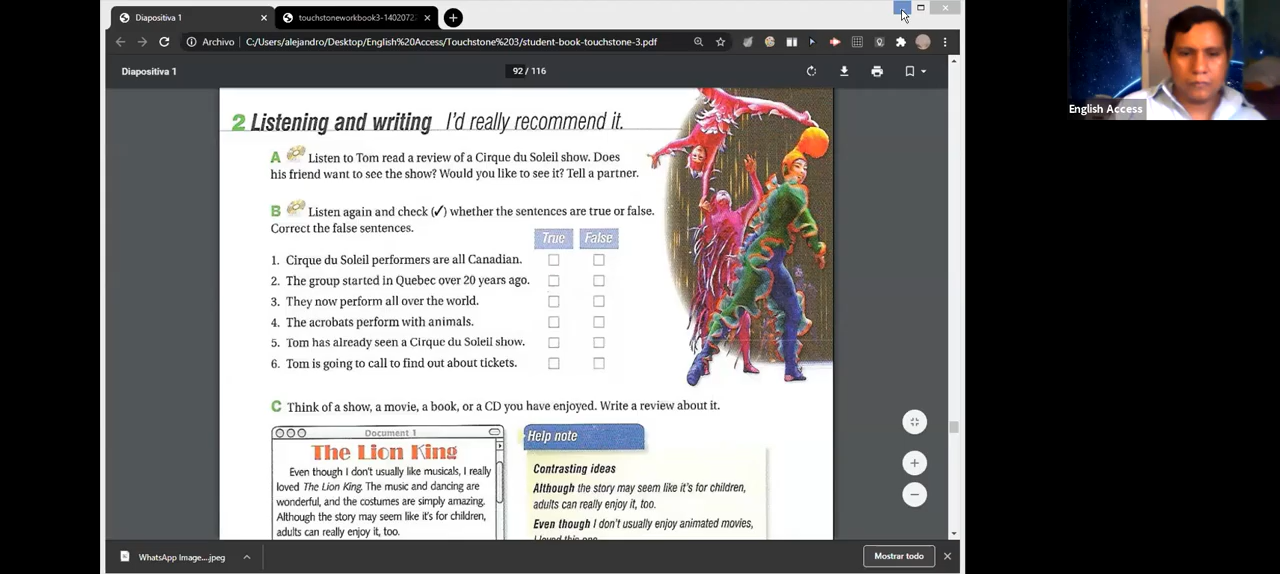 Diapositiva 1
touchstoneworkbook3-1402072
Archivo
C:/Users/alejandro/Desktop/English%20Access/Touchstone%203/student-book-touchstone-3.pdf
Diapositiva 1
92 / 116
English Access
2 Listening and writing I'd really recommend it.
A Listen to Tom read a review of a Cirque du Soleil show. Does
his friend want to see the show? Would you like to see it? Tell a partner.
B Listen again and check (✓) whether the sentences are true or false.
Correct the false sentences.
True False
1. Cirque du Soleil performers are all Canadian.
2. The group started in Quebec over 20 years ago.
3. They now perform all over the world.
4. The acrobats perform with animals.
5. Tom has already seen a Cirque du Soleil show.
6. Tom is going to call to find out about tickets.
C Think of a show, a movie, a book, or a CD you have enjoyed. Write a review about it.
Document 1
The Lion King
Even though I don't usually like musicals, I really
loved The Lion King. The music and dancing are
wonderful, and the costumes are simply amazing.
Although the story may seem like it's for children,
adults can really enjoy it, too.
Help note
Contrasting ideas
Although the story may seem like it's for children,
adults can really enjoy it, too.
Even though I don't usually enjoy animated movies,
I loved this one.
WhatsApp Image....jpeg
Mostrar todo